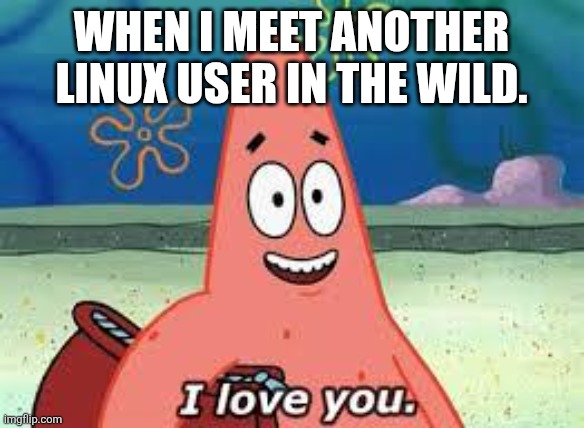 WHEN I MEET ANOTHER
LINUX USER IN THE WILD.
I love you.
imgflip.com